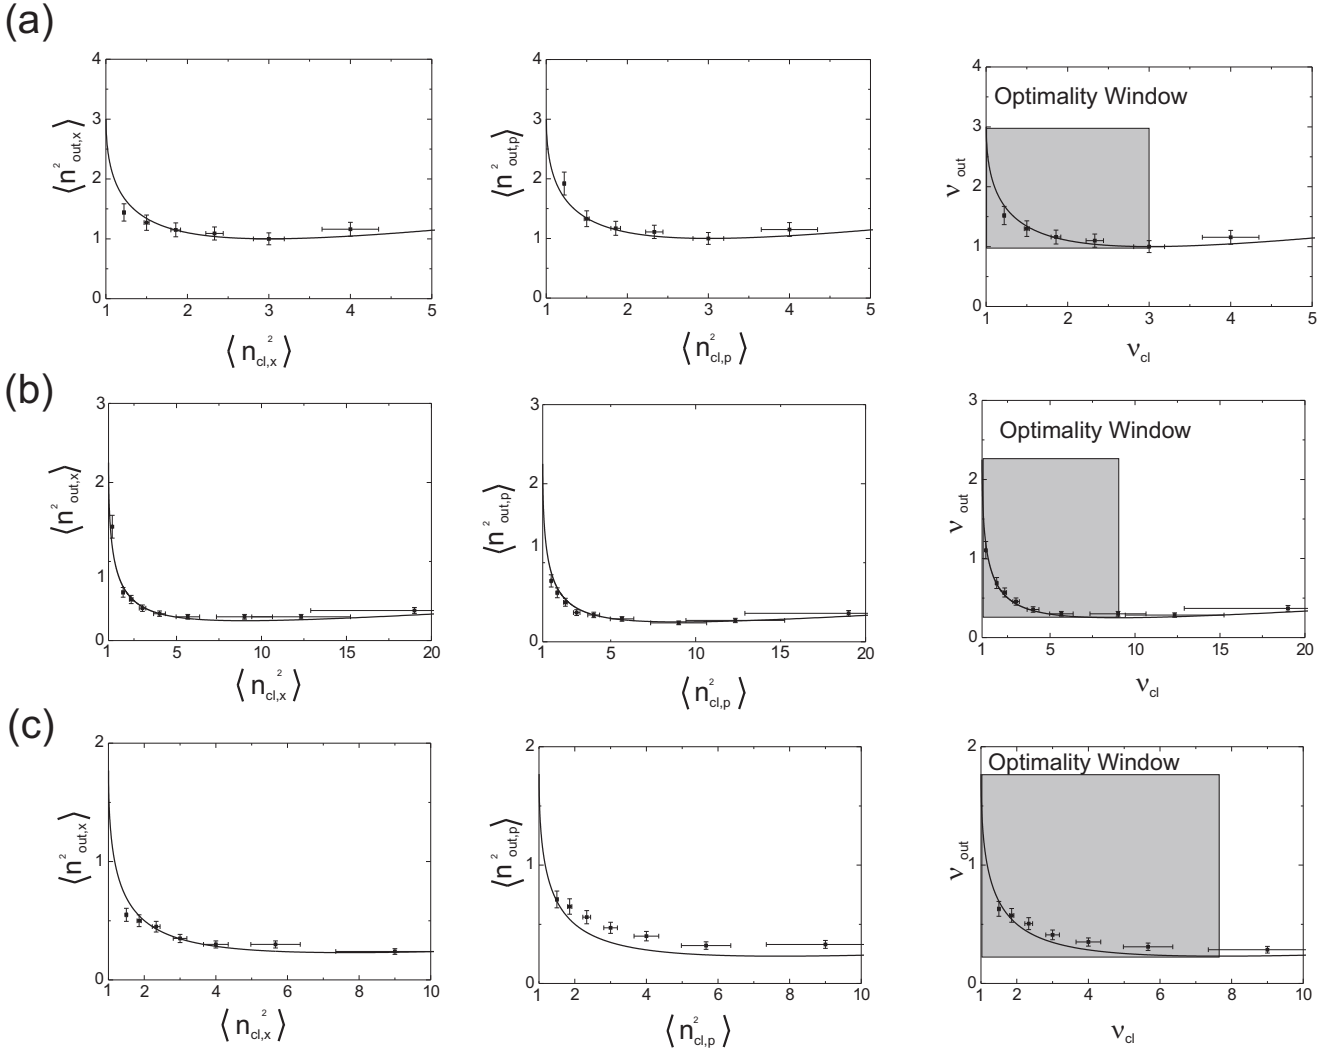 (a)
4
3
2
1
0
1 2 3 4 5
⟨n²out,x⟩
⟨n²cl,x⟩
4
3
2
1
0
1 2 3 4 5
⟨n²out,p⟩
⟨n²cl,p⟩
Optimality Window
4
3
2
1
0
1 2 3 4 5
νout
νcl
(b)
3
2
1
0
1 5 10 15 20
⟨n²out,x⟩
⟨n²cl,x⟩
3
2
1
0
1 5 10 15 20
⟨n²out,p⟩
⟨n²cl,p⟩
Optimality Window
3
2
1
0
1 5 10 15 20
νout
νcl
(c)
2
1
0
1 2 4 6 8 10
⟨n²out,x⟩
⟨n²cl,x⟩
2
1
0
1 2 4 6 8 10
⟨n²out,p⟩
⟨n²cl,p⟩
Optimality Window
2
1
0
1 2 4 6 8 10
νout
νcl